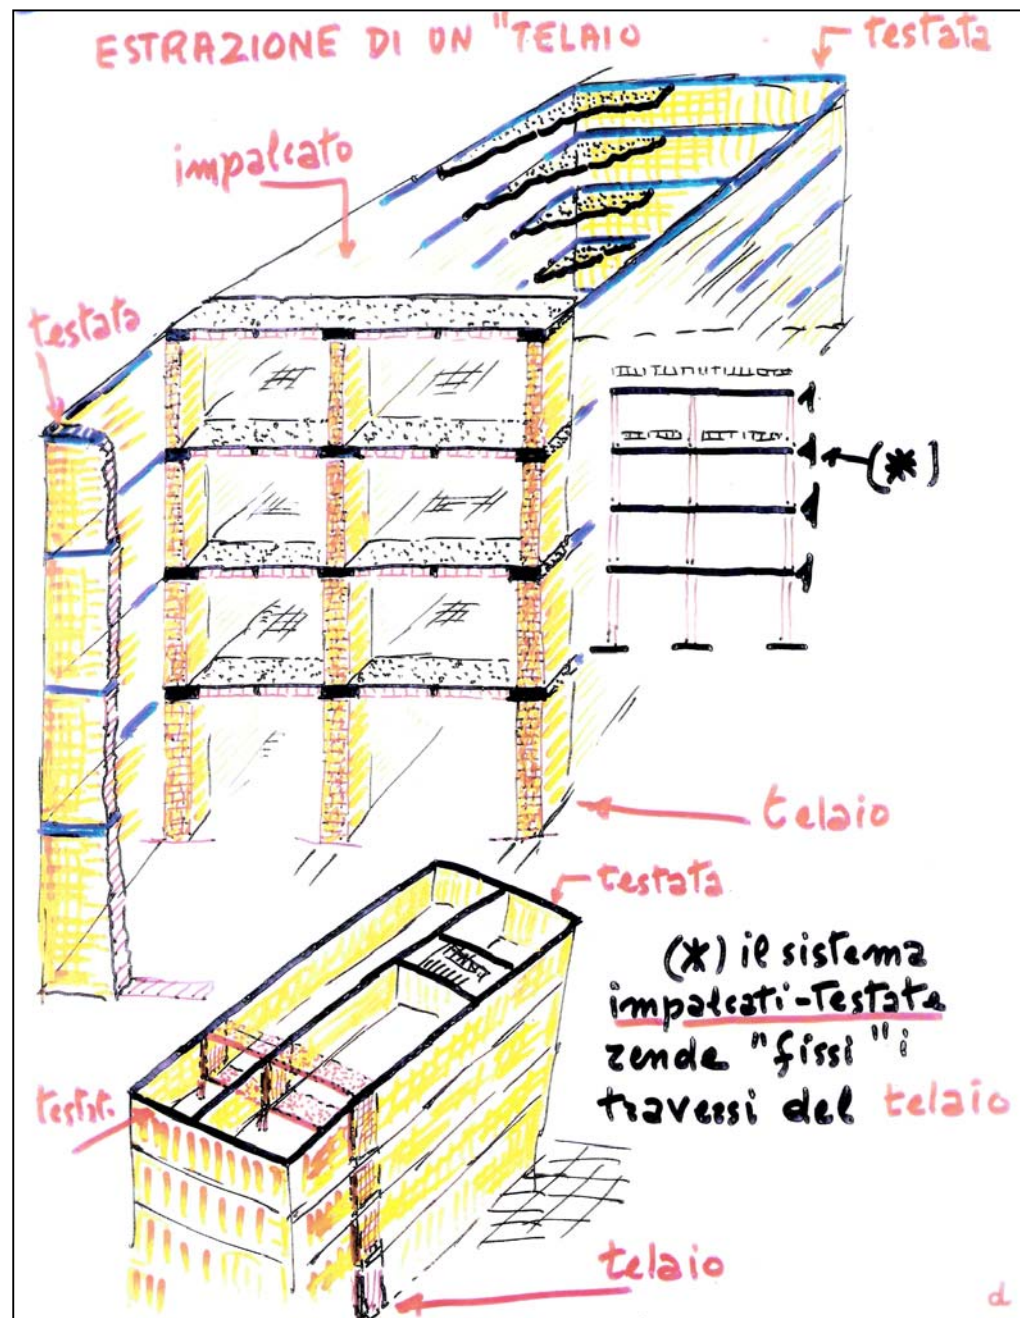 ESTRAZIONE DI UN "TELAIO
testata
impalcato
testata
(*)
telaio
testata
(*) il sistema
impalcati-Testate
rende "fissi" i
traversi del telaio
testat.
telaio
d